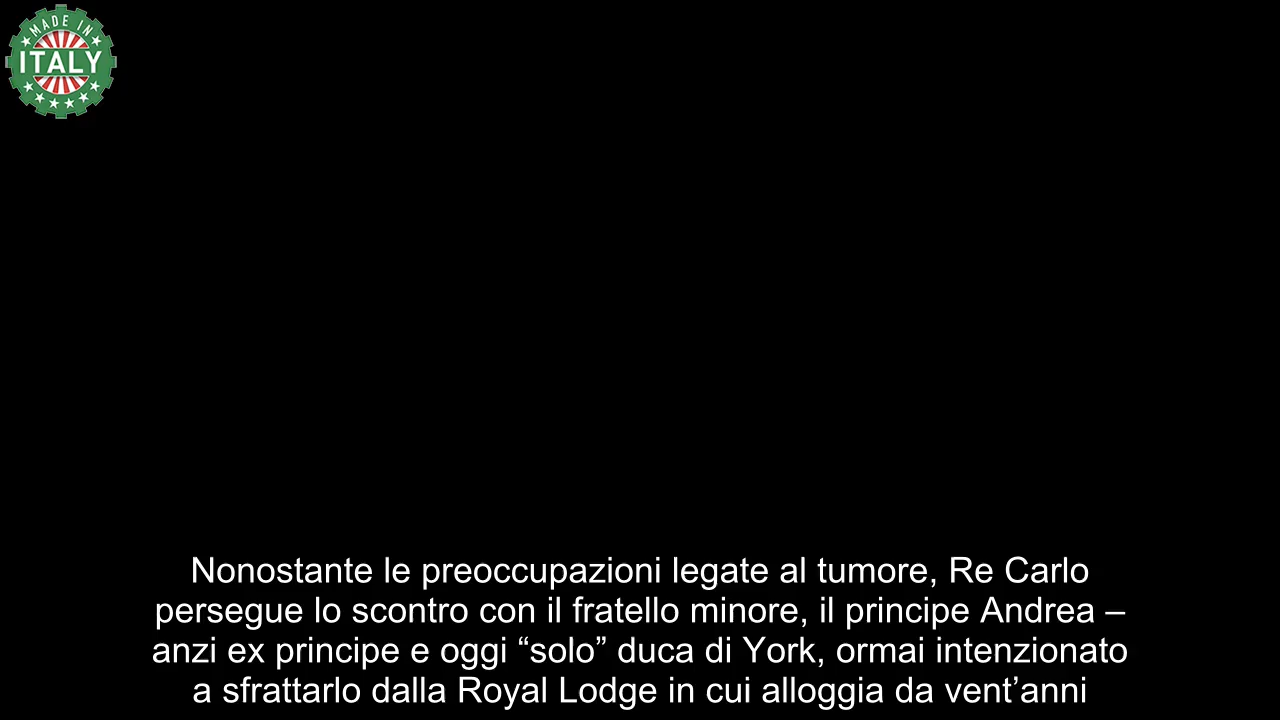 MADE IN
ITALY
Nonostante le preoccupazioni legate al tumore, Re Carlo
persegue lo scontro con il fratello minore, il principe Andrea –
anzi ex principe e oggi “solo” duca di York, ormai intenzionato
a sfrattarlo dalla Royal Lodge in cui alloggia da vent’anni